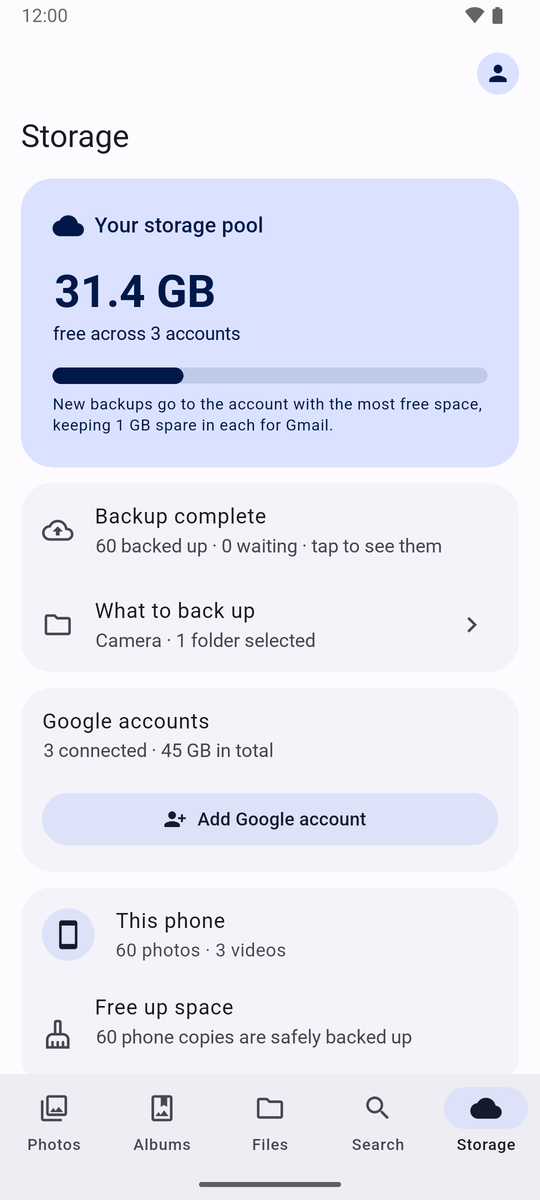 12:00
Storage
Your storage pool
31.4 GB
free across 3 accounts
New backups go to the account with the most free space,
keeping 1 GB spare in each for Gmail.
Backup complete
60 backed up · 0 waiting · tap to see them
What to back up
Camera · 1 folder selected
Google accounts
3 connected · 45 GB in total
Add Google account
This phone
60 photos · 3 videos
Free up space
60 phone copies are safely backed up
Photos
Albums
Files
Search
Storage